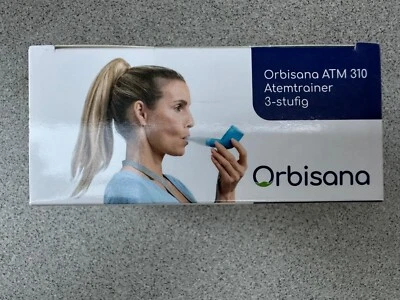 Orbisana ATM 310
Atemtrainer
3-stufig
Orbisana